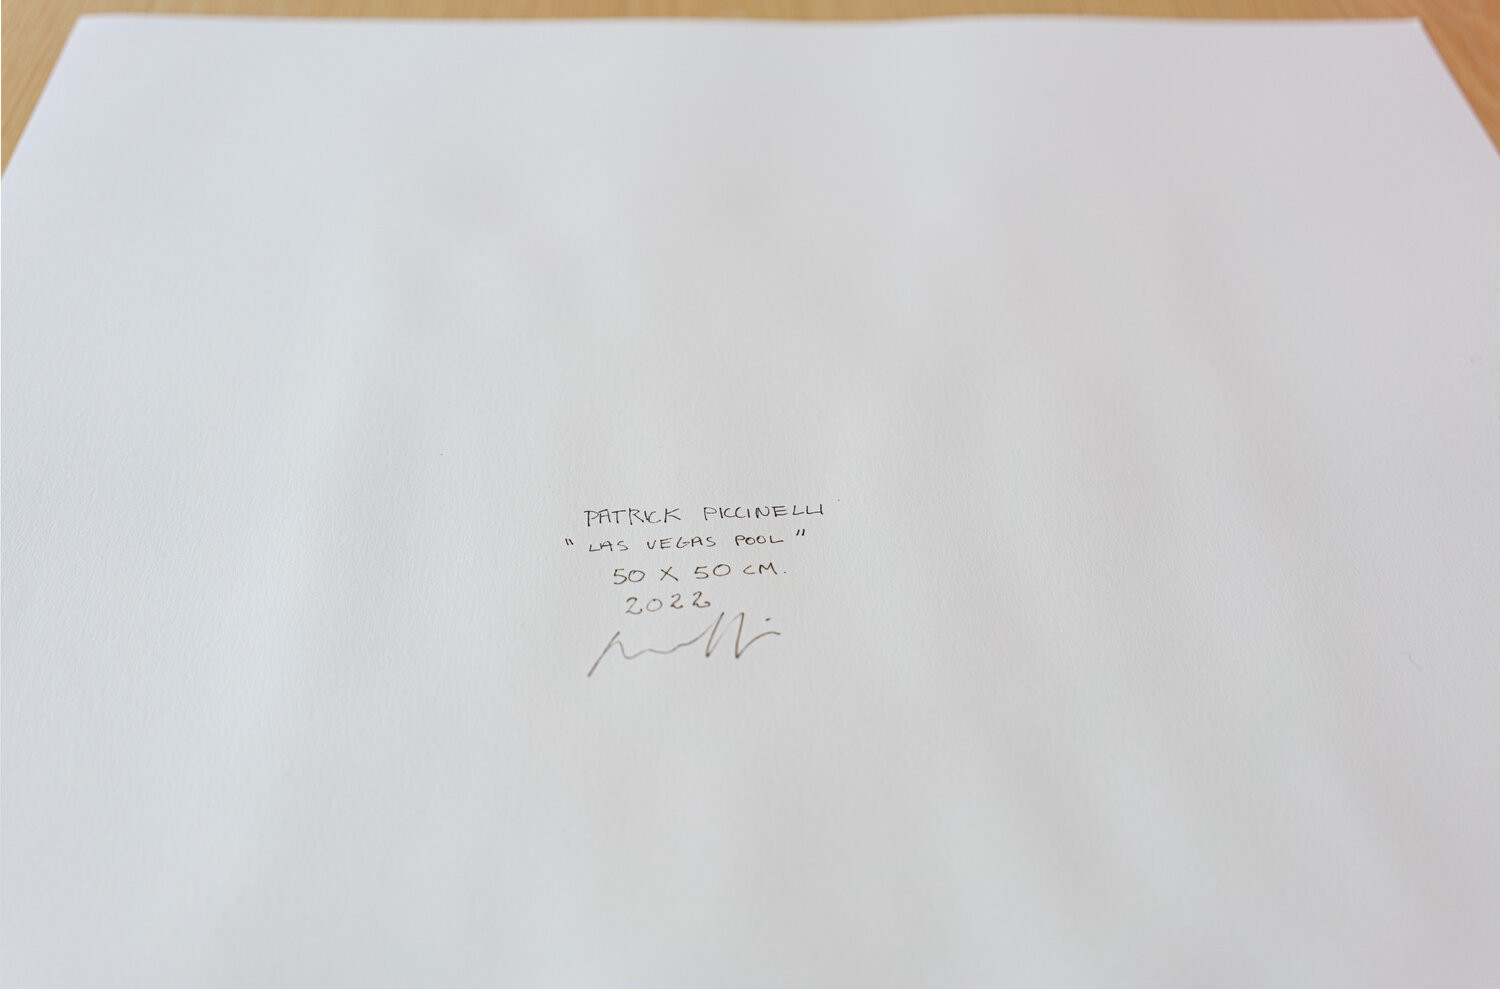 PATRICK PICCINELLI
"LAS VEGAS POOL"
50 X 50 CM.
2022